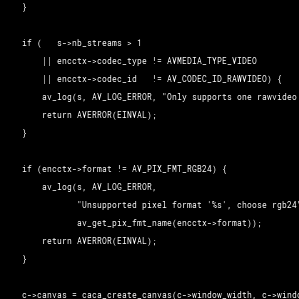 }
if (   s->nb_streams > 1
|| encctx->codec_type != AVMEDIA_TYPE_VIDEO
|| encctx->codec_id   != AV_CODEC_ID_RAWVIDEO) {
av_log(s, AV_LOG_ERROR, "Only supports one rawvideo
return AVERROR(EINVAL);
}
if (encctx->format != AV_PIX_FMT_RGB24) {
av_log(s, AV_LOG_ERROR,
"Unsupported pixel format '%s', choose rgb24
av_get_pix_fmt_name(encctx->format));
return AVERROR(EINVAL);
}
c->canvas = caca_create_canvas(c->window_width, c->wind